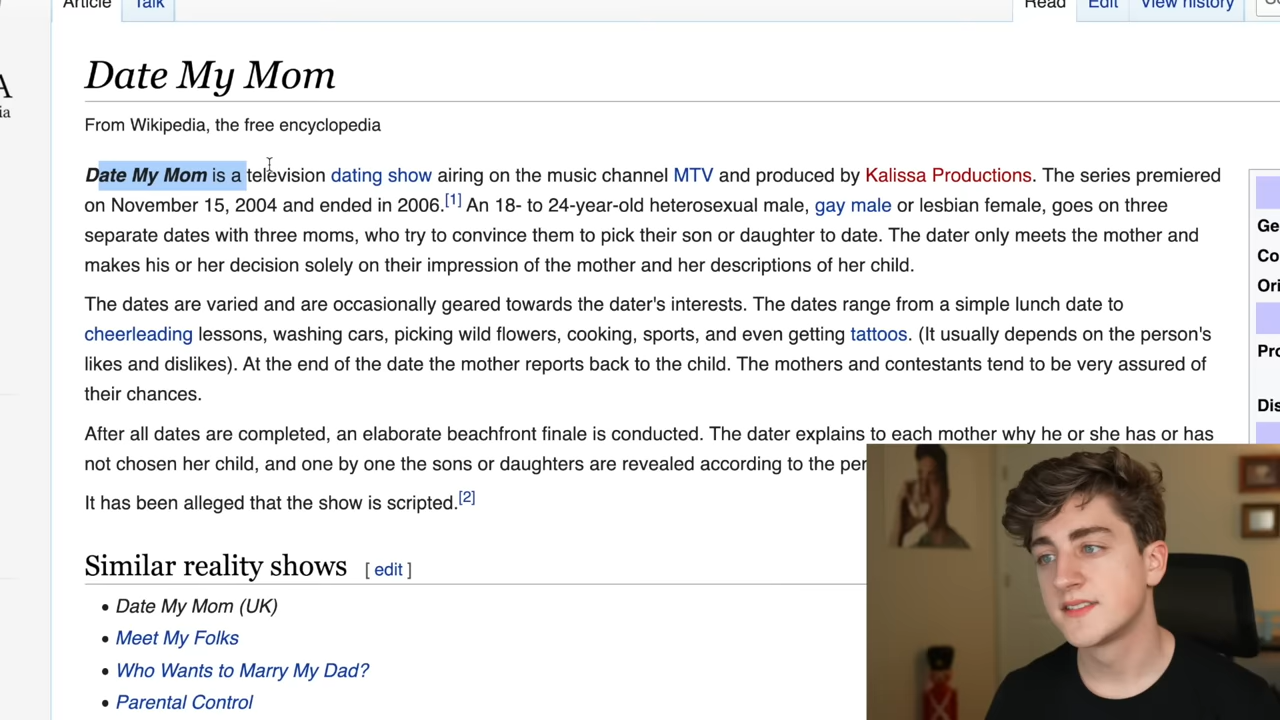 Article Talk Read Edit View history
Date My Mom
From Wikipedia, the free encyclopedia
Date My Mom is a television dating show airing on the music channel MTV and produced by Kalissa Productions. The series premiered
on November 15, 2004 and ended in 2006.[1] An 18- to 24-year-old heterosexual male, gay male or lesbian female, goes on three
separate dates with three moms, who try to convince them to pick their son or daughter to date. The dater only meets the mother and
makes his or her decision solely on their impression of the mother and her descriptions of her child.
The dates are varied and are occasionally geared towards the dater's interests. The dates range from a simple lunch date to
cheerleading lessons, washing cars, picking wild flowers, cooking, sports, and even getting tattoos. (It usually depends on the person's
likes and dislikes). At the end of the date the mother reports back to the child. The mothers and contestants tend to be very assured of
their chances.
After all dates are completed, an elaborate beachfront finale is conducted. The dater explains to each mother why he or she has or has
not chosen her child, and one by one the sons or daughters are revealed according to the per
It has been alleged that the show is scripted.[2]
Similar reality shows [ edit ]
• Date My Mom (UK)
• Meet My Folks
• Who Wants to Marry My Dad?
• Parental Control
A
ia
Ge
Co
Ori
Pro
Dis